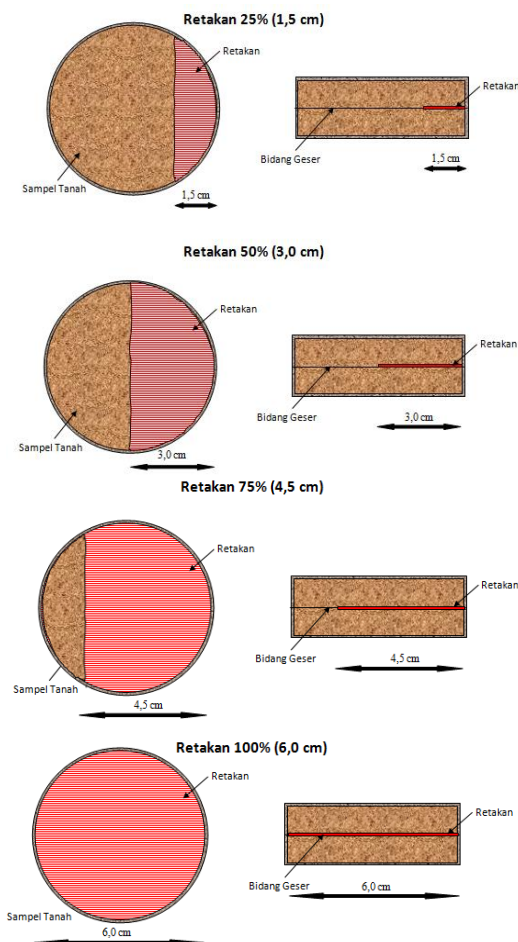 Retakan 25% (1,5 cm)
Retakan
Retakan
Bidang Geser
Sampel Tanah
1,5 cm
1,5 cm
Retakan 50% (3,0 cm)
Retakan
Retakan
Bidang Geser
Sampel Tanah
3,0 cm
3,0 cm
Retakan 75% (4,5 cm)
Retakan
Retakan
Bidang Geser
Sampel Tanah
4,5 cm
4,5 cm
Retakan 100% (6,0 cm)
Retakan
Retakan
Bidang Geser
6,0 cm
Sampel Tanah
6,0 cm